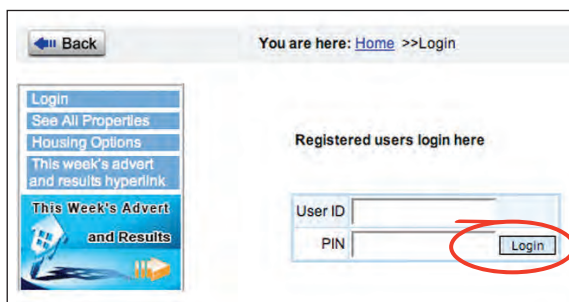 Back
You are here: Home >>Login
Login
See All Properties
Housing Options
This week's advert
and results hyperlink
This Week's Advert
and Results
Registered users login here
User ID
PIN
Login